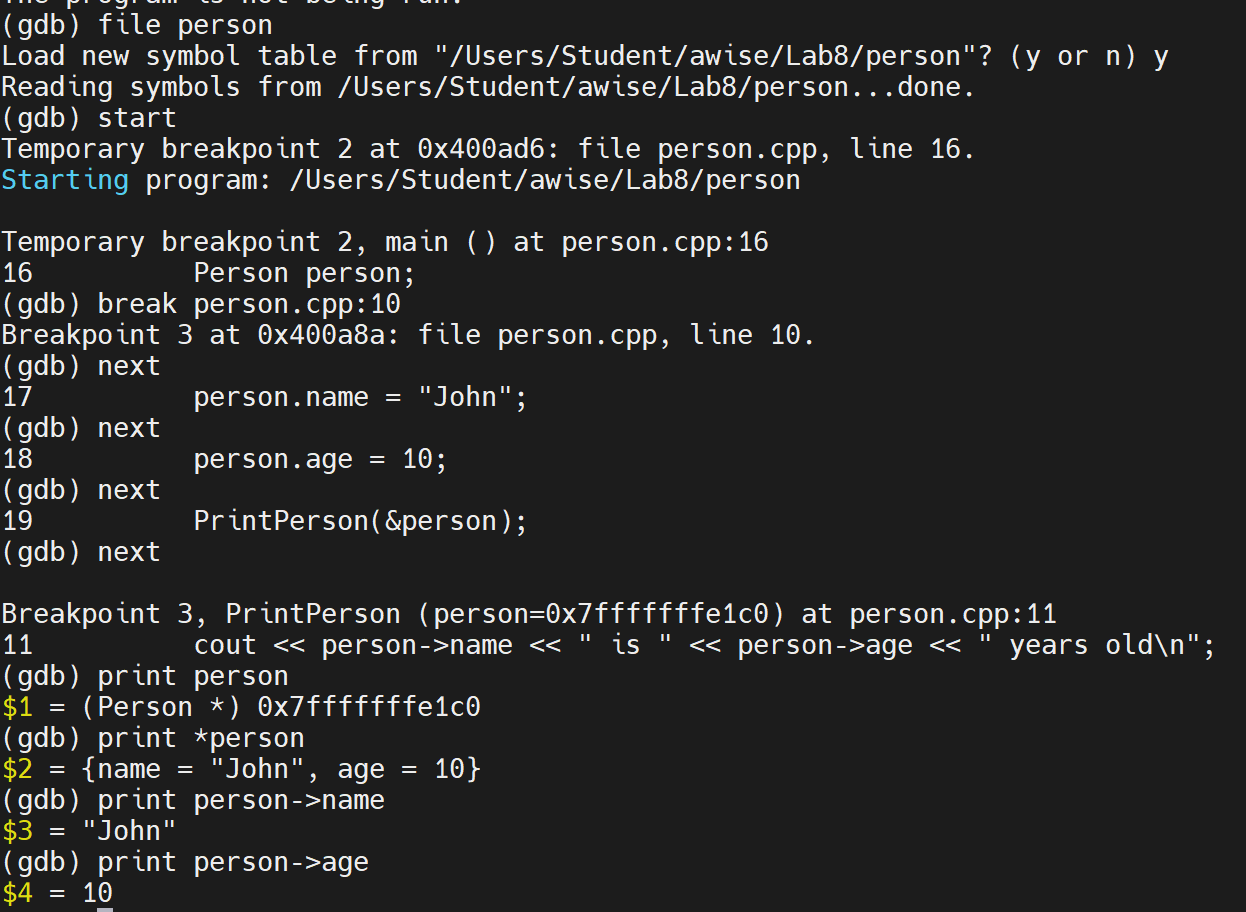 The program is not being run.
(gdb) file person
Load new symbol table from "/Users/Student/awise/Lab8/person"? (y or n) y
Reading symbols from /Users/Student/awise/Lab8/person...done.
(gdb) start
Temporary breakpoint 2 at 0x400ad6: file person.cpp, line 16.
Starting program: /Users/Student/awise/Lab8/person

Temporary breakpoint 2, main () at person.cpp:16
16          Person person;
(gdb) break person.cpp:10
Breakpoint 3 at 0x400a8a: file person.cpp, line 10.
(gdb) next
17          person.name = "John";
(gdb) next
18          person.age = 10;
(gdb) next
19          PrintPerson(&person);
(gdb) next

Breakpoint 3, PrintPerson (person=0x7fffffffe1c0) at person.cpp:11
11          cout << person->name << " is " << person->age << " years old\n";
(gdb) print person
$1 = (Person *) 0x7fffffffe1c0
(gdb) print *person
$2 = {name = "John", age = 10}
(gdb) print person->name
$3 = "John"
(gdb) print person->age
$4 = 10